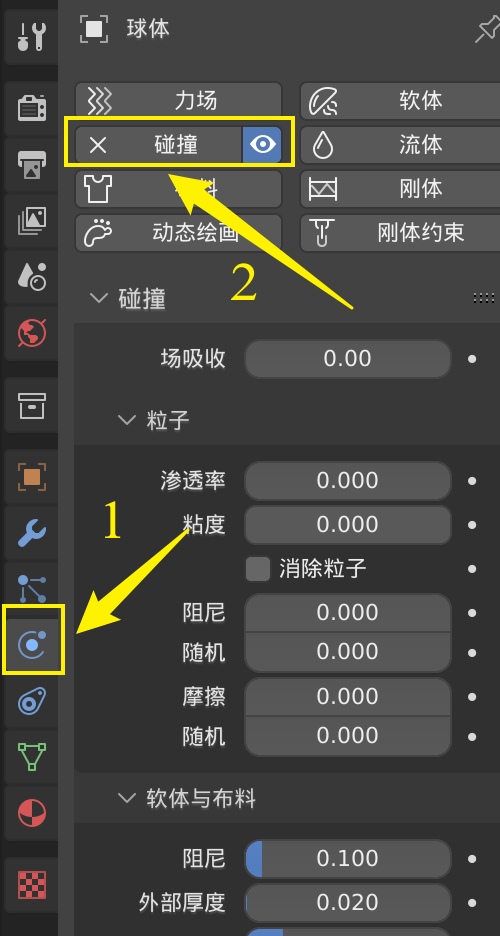 球体
力场 软体
碰撞 流体
料 刚体
动态绘画 刚体约束
2
碰撞
场吸收 0.00
粒子
渗透率 0.000
1
粘度 0.000
消除粒子
阻尼 0.000
随机 0.000
摩擦 0.000
随机 0.000
软体与布料
阻尼 0.100
外部厚度 0.020